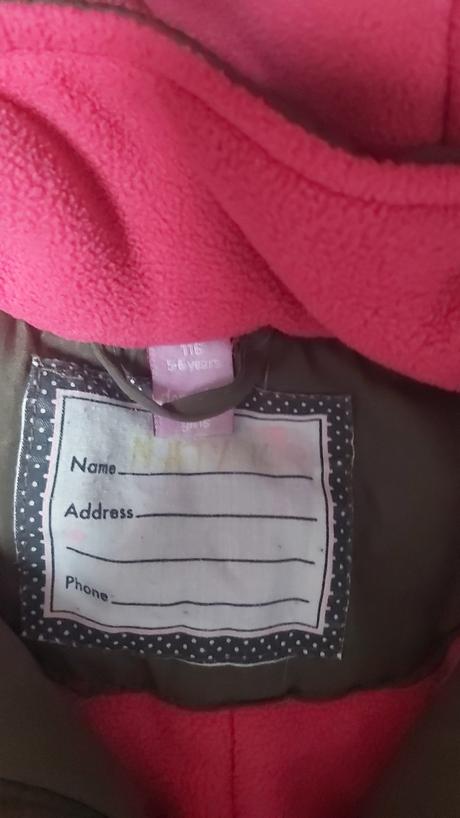 116
5-6 years
Name
Address
Phone